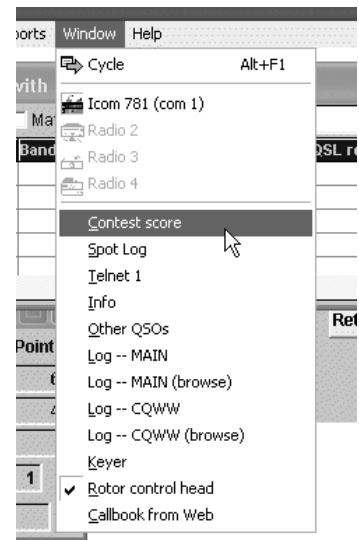 Window Help
Cycle Alt+F1
Icom 781 (com 1)
Radio 2
Radio 3
Radio 4
Band
Contest score
Spot Log
Telnet 1
Info
Other QSOs
Log -- MAIN
Log -- MAIN (browse)
Log -- CQWW
Log -- CQWW (browse)
Keyer
Rotor control head
Callbook from Web
Point
1